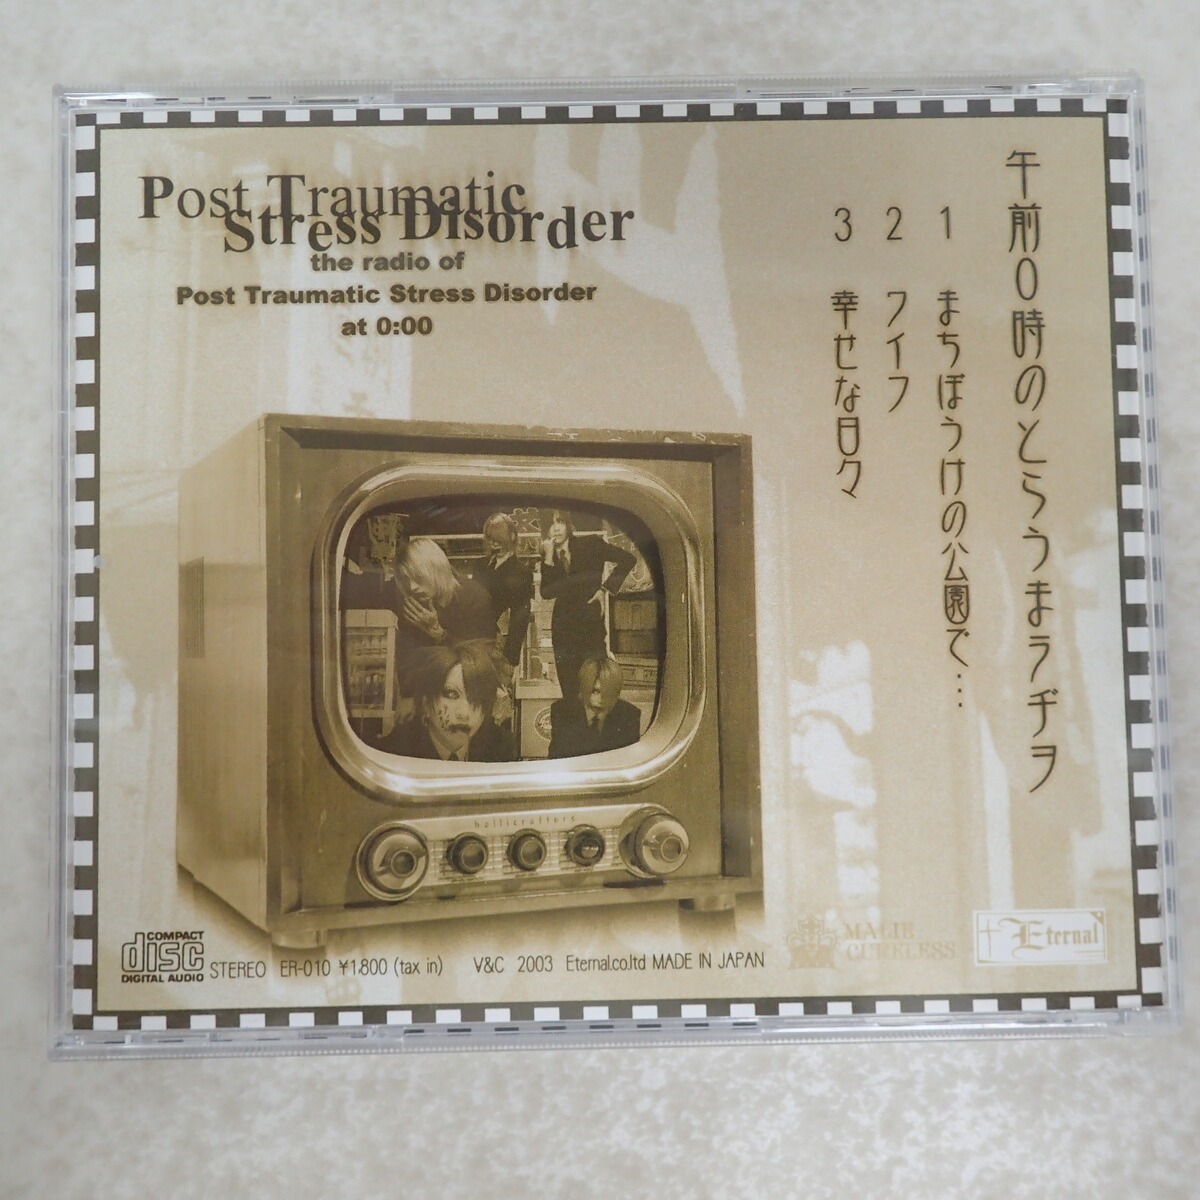 Post Traumatic
Stress Disorder
the radio of
Post Traumatic Stress Disorder
at 0:00
午前0時のとらうまラヂヲ
1 まちぼうけの公園で...
2 ワイフ
3 幸せな日々
hallicrafters
COMPACT
disc
DIGITAL AUDIO
STEREO ER-010 ¥1,800 (tax in) V&C 2003 Eternal.co.ltd MADE IN JAPAN
CURELESS
Eternal